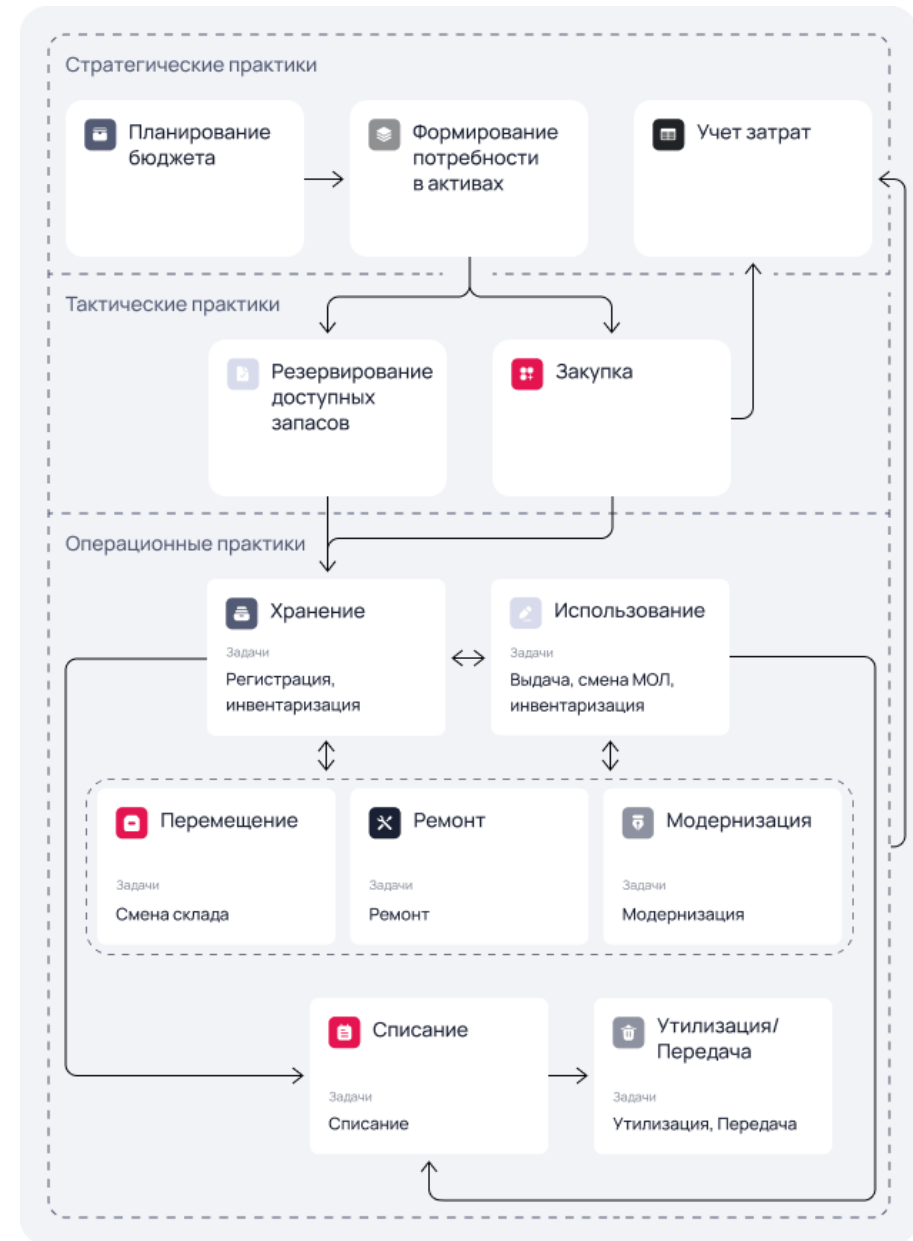 Стратегические практики
Планирование
бюджета
Формирование
потребности
в активах
Учет затрат
Тактические практики
Резервирование
доступных
запасов
Закупка
Операционные практики
Хранение
Задачи
Регистрация,
инвентаризация
Использование
Задачи
Выдача, смена МОЛ,
инвентаризация
Перемещение
Задачи
Смена склада
Ремонт
Задачи
Ремонт
Модернизация
Задачи
Модернизация
Списание
Задачи
Списание
Утилизация/
Передача
Задачи
Утилизация, Передача